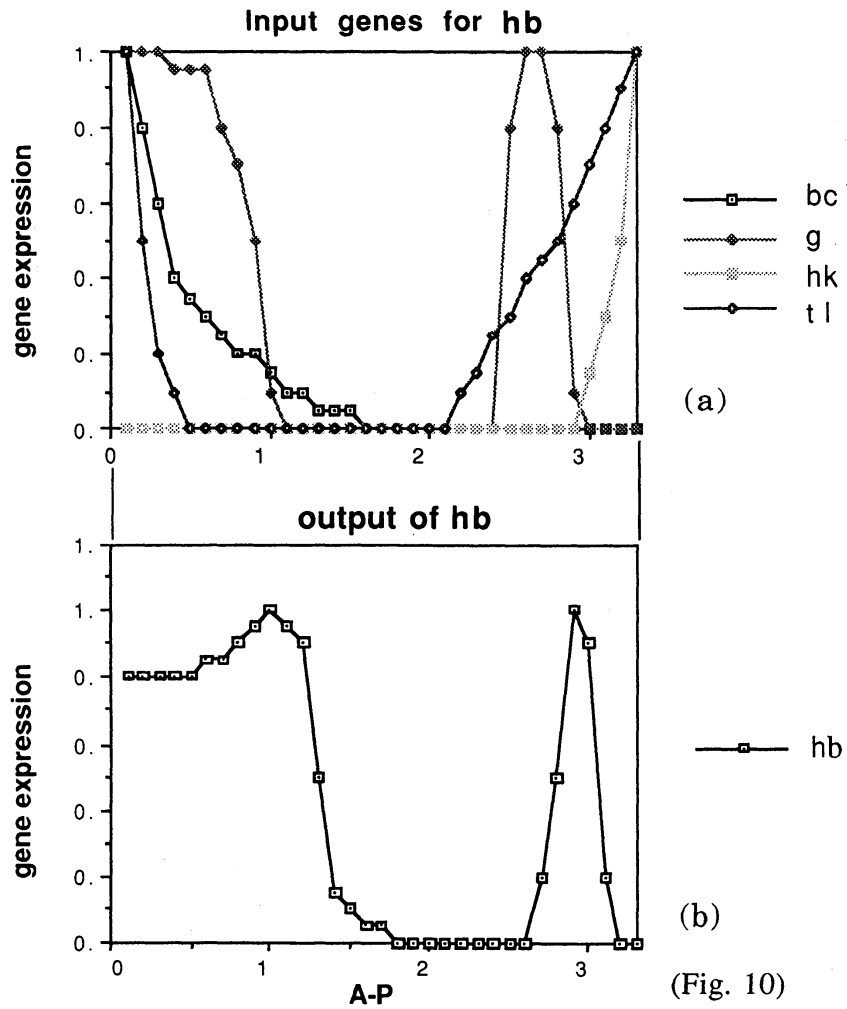 Input genes for hb
gene expression
1.
0.
0.
0.
0.
0.
0 1 2 3
bc
g
hk
tl
(a)
output of hb
gene expression
1.
1.
0.
0.
0.
0.
0.
0 1 2 3
A-P
hb
(b)
(Fig. 10)